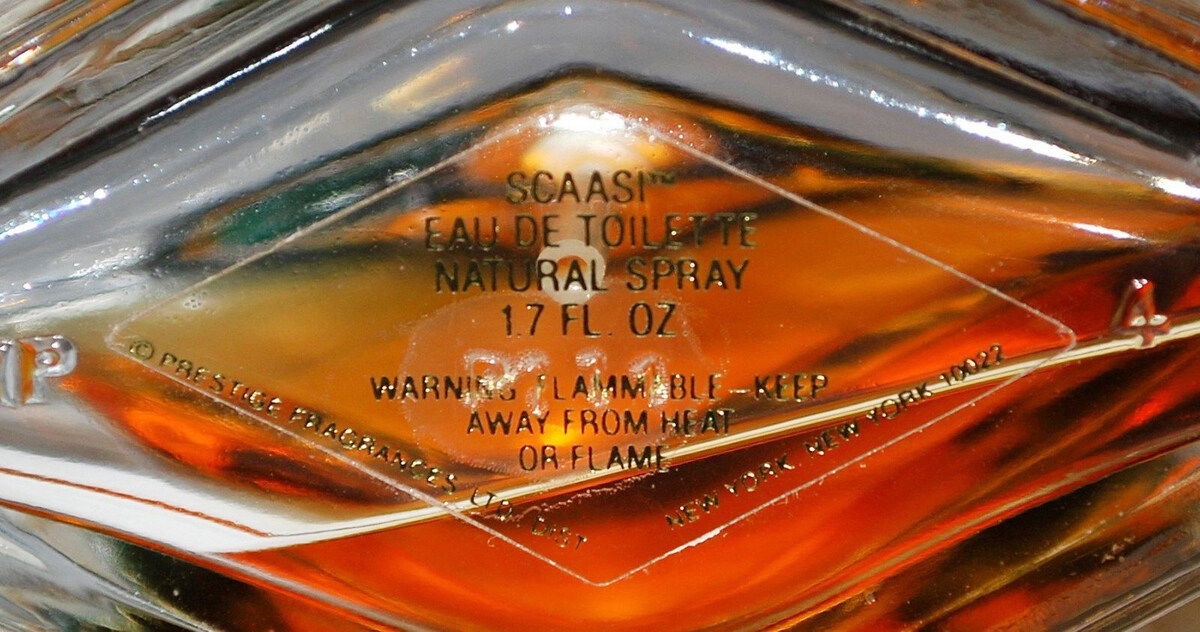 SCAASI™
EAU DE TOILETTE
NATURAL SPRAY
1.7 FL. OZ.
WARNING FLAMMABLE-KEEP
AWAY FROM HEAT
OR FLAME
© PRESTIGE FRAGRANCES LTD. DIST
NEW YORK, NEW YORK 10022
P
4